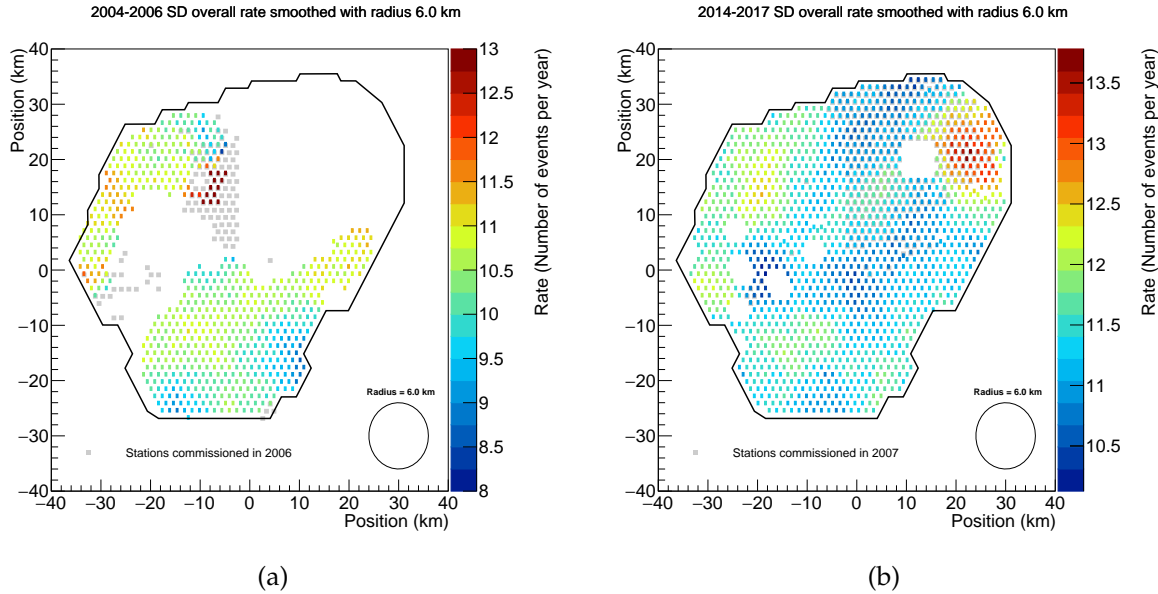 2004-2006 SD overall rate smoothed with radius 6.0 km
Position (km)
40
30
20
10
0
−10
−20
−30
−40
−40 −30 −20 −10 0 10 20 30 40
Position (km)
Radius = 6.0 km
Stations commissioned in 2006
13
12.5
12
11.5
11
10.5
10
9.5
9
8.5
8
Rate (Number of events per year)
(a)
2014-2017 SD overall rate smoothed with radius 6.0 km
Position (km)
40
30
20
10
0
−10
−20
−30
−40
−40 −30 −20 −10 0 10 20 30 40
Position (km)
Radius = 6.0 km
Stations commissioned in 2007
13.5
13
12.5
12
11.5
11
10.5
Rate (Number of events per year)
(b)